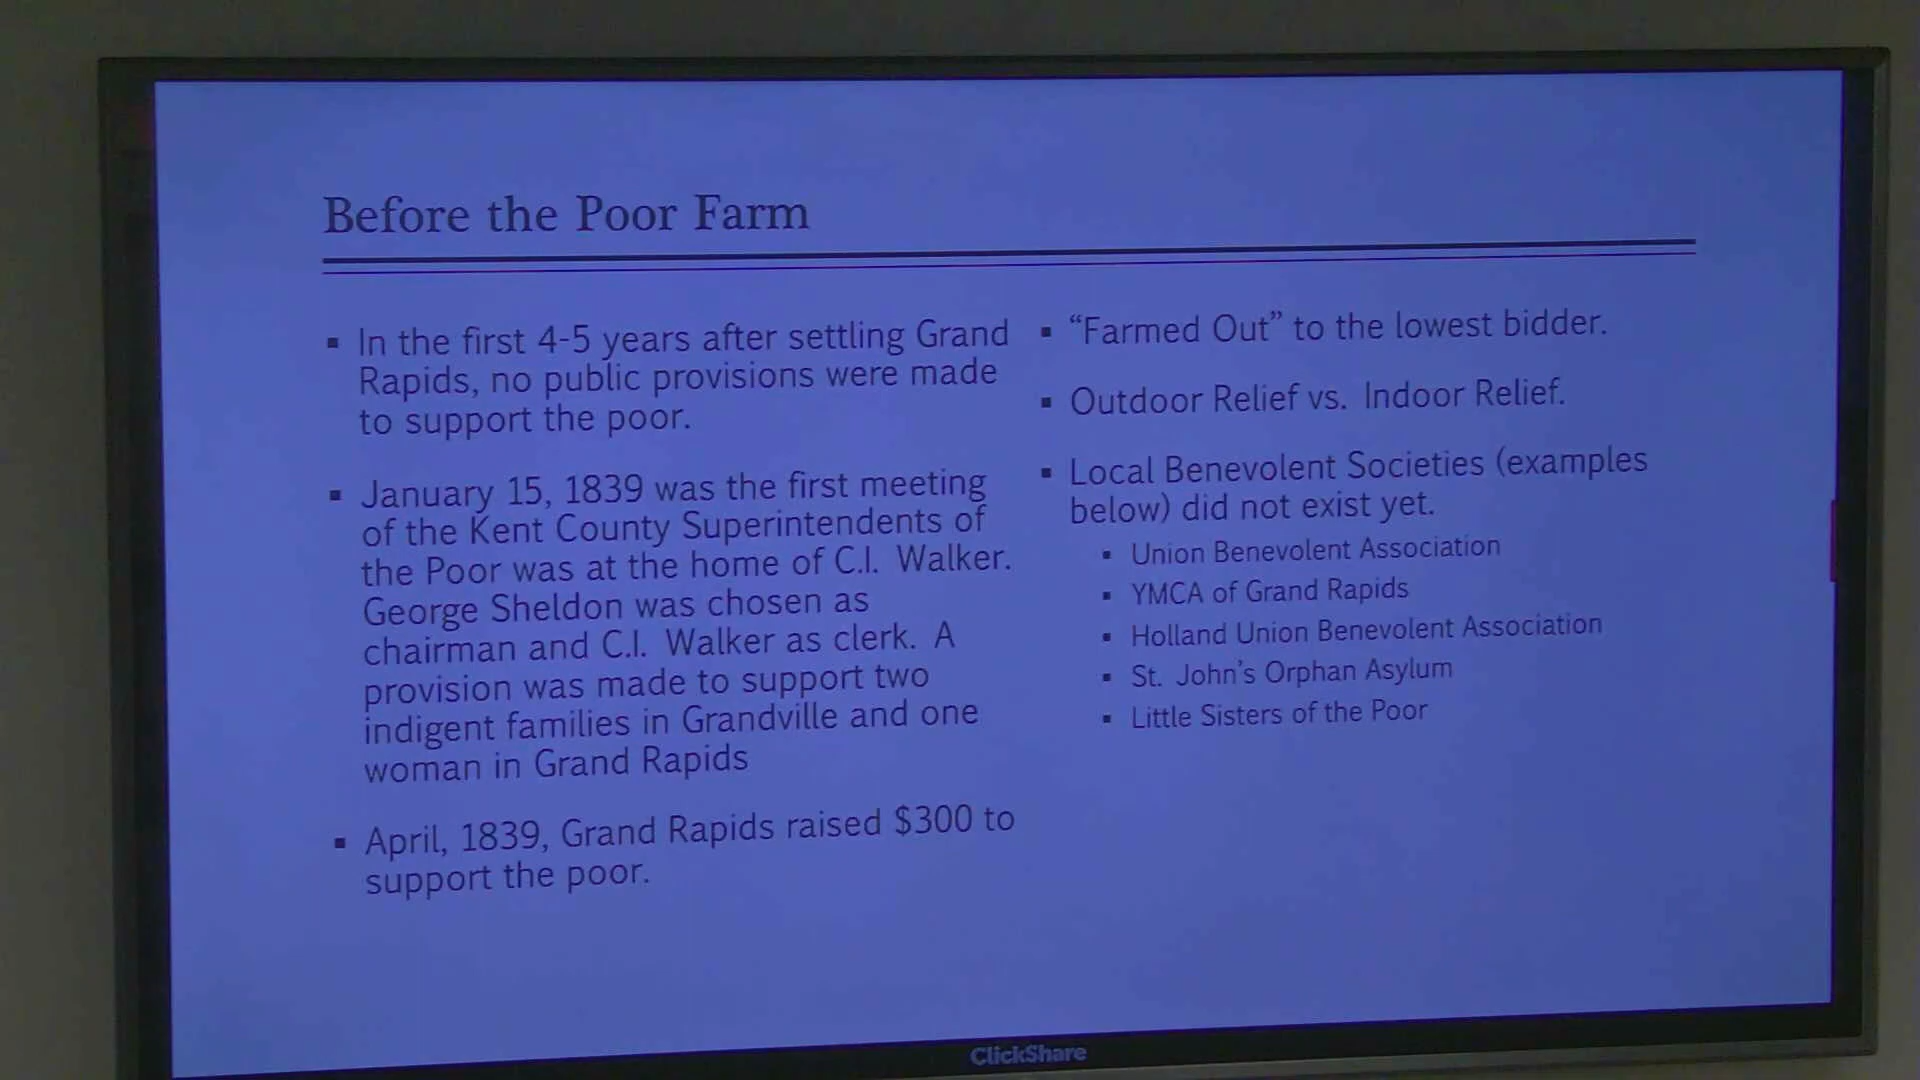 Before the Poor Farm
▪ In the first 4-5 years after settling Grand
Rapids, no public provisions were made
to support the poor.
▪ January 15, 1839 was the first meeting
of the Kent County Superintendents of
the Poor was at the home of C.I. Walker.
George Sheldon was chosen as
chairman and C.I. Walker as clerk. A
provision was made to support two
indigent families in Grandville and one
woman in Grand Rapids
▪ April, 1839, Grand Rapids raised $300 to
support the poor.
▪ “Farmed Out” to the lowest bidder.
▪ Outdoor Relief vs. Indoor Relief.
▪ Local Benevolent Societies (examples
below) did not exist yet.
▪ Union Benevolent Association
▪ YMCA of Grand Rapids
▪ Holland Union Benevolent Association
▪ St. John’s Orphan Asylum
▪ Little Sisters of the Poor
ClickShare